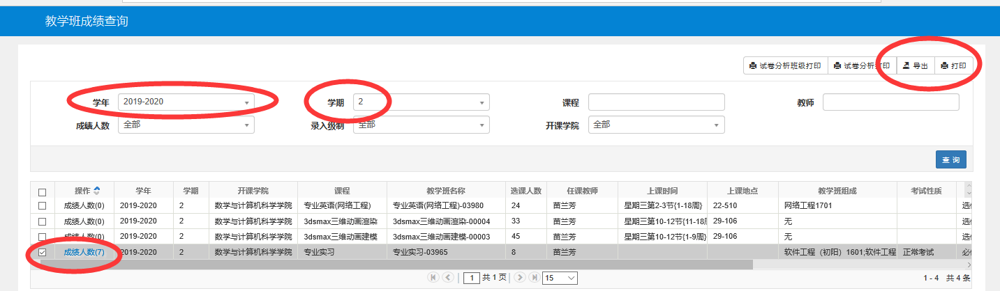 教学班成绩查询
试卷分析班级打印 试卷分析打印 导出 打印
学年 2019-2020 学期 2 课程 教师
成绩人数 全部 录入级制 全部 开课学院 全部
查 询
操作 学年 学期 开课学院 课程 教学班名称 选课人数 任课教师 上课时间 上课地点 教学班组成 考试性质
成绩人数(0) 2019-2020 2 数学与计算机科学学院 专业英语(网络工程) 专业英语(网络工程)-03980 24 苗兰芳 星期三第2-3节{1-18周} 22-510 网络工程1701
成绩人数(0) 2019-2020 2 数学与计算机科学学院 3dsmax三维动画渲染 3dsmax三维动画渲染-00004 33 苗兰芳 星期三第10-12节{11-18 29-106 无
成绩人数(0) 2019-2020 2 数学与计算机科学学院 3dsmax三维动画建模 3dsmax三维动画建模-00003 45 苗兰芳 星期三第10-12节{1-9周} 29-106 无
成绩人数(7) 2019-2020 2 数学与计算机科学学院 专业实习 专业实习-03965 8 苗兰芳 软件工程（初阳）1601;软件工程 正常考试
1 共 1 页 15 1 - 4 共 4 条